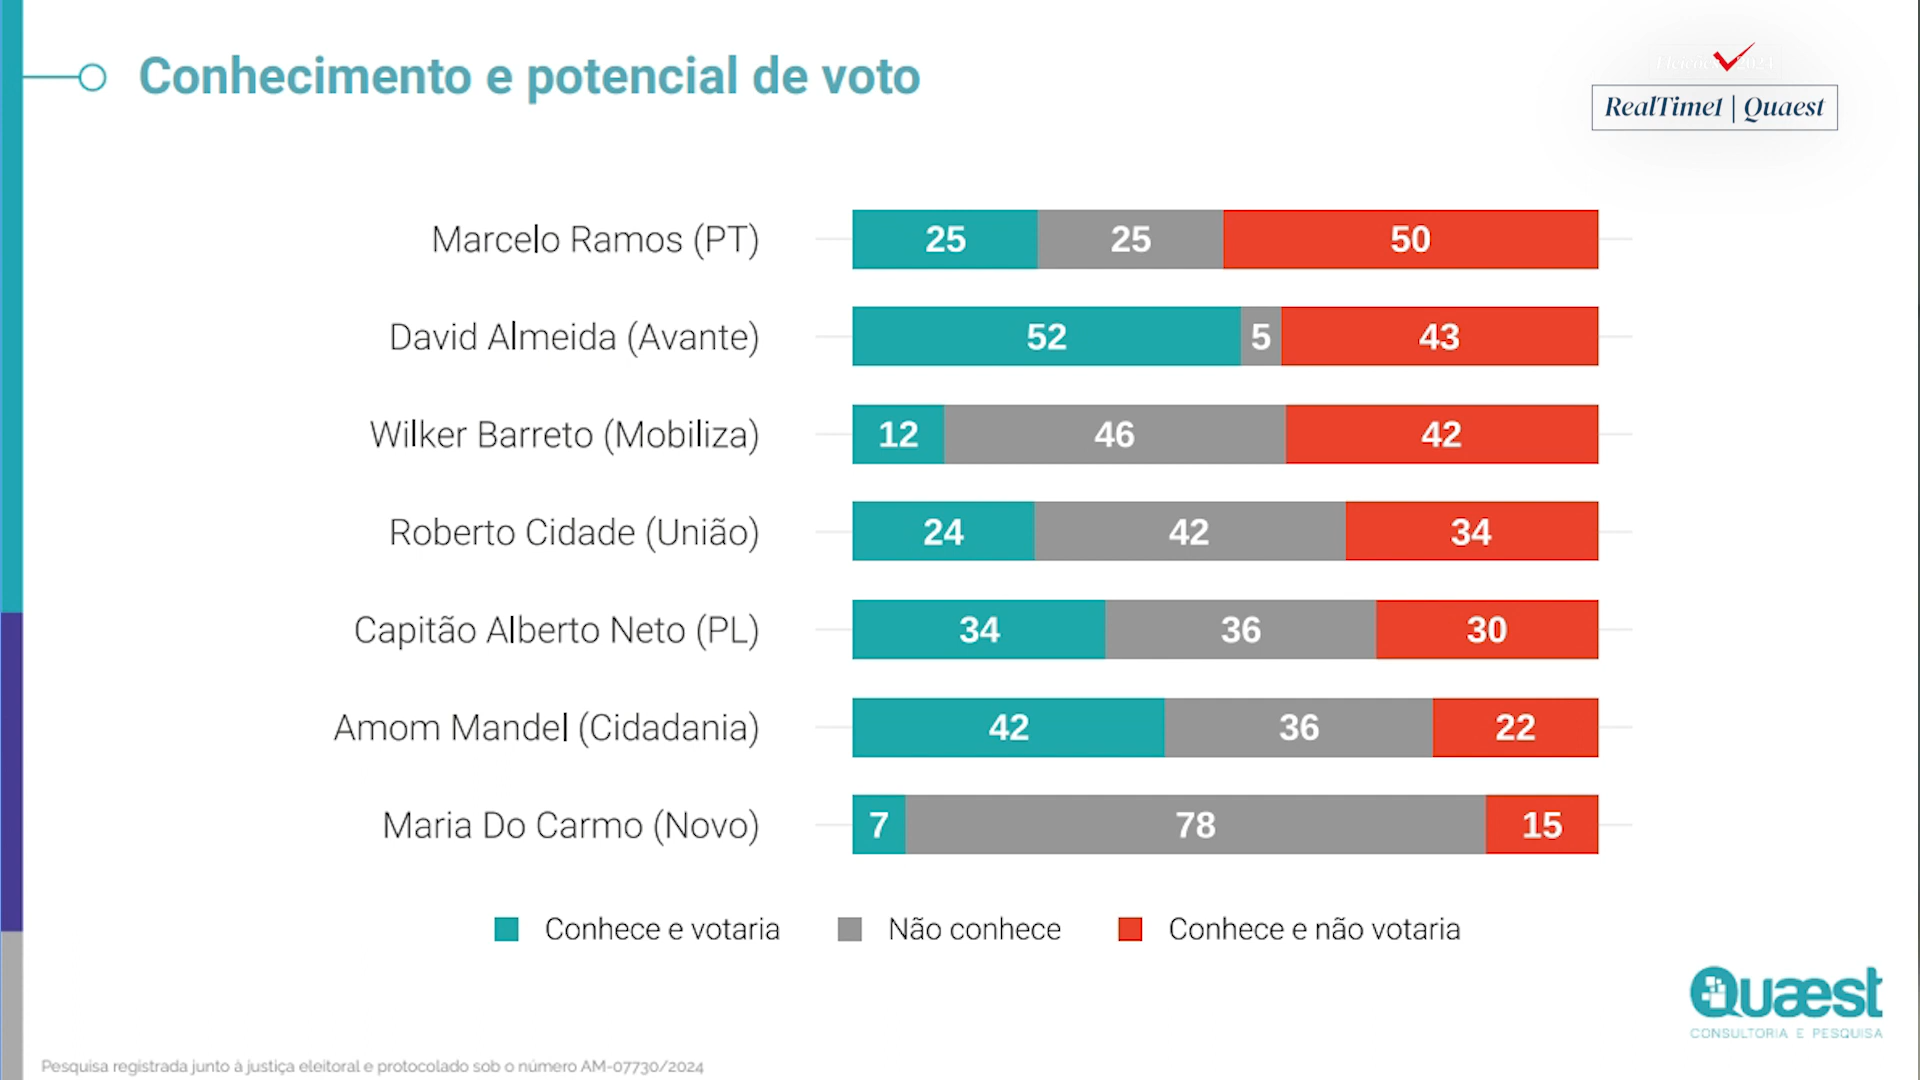 Conhecimento e potencial de voto
Eleições 2024
RealTime1 | Quaest
Marcelo Ramos (PT) 25 25 50
David Almeida (Avante) 52 5 43
Wilker Barreto (Mobiliza) 12 46 42
Roberto Cidade (União) 24 42 34
Capitão Alberto Neto (PL) 34 36 30
Amom Mandel (Cidadania) 42 36 22
Maria Do Carmo (Novo) 7 78 15
Conhece e votaria Não conhece Conhece e não votaria
Quæst
CONSULTORIA E PESQUISA
Pesquisa registrada junto à justiça eleitoral e protocolado sob o número AM-07730/2024